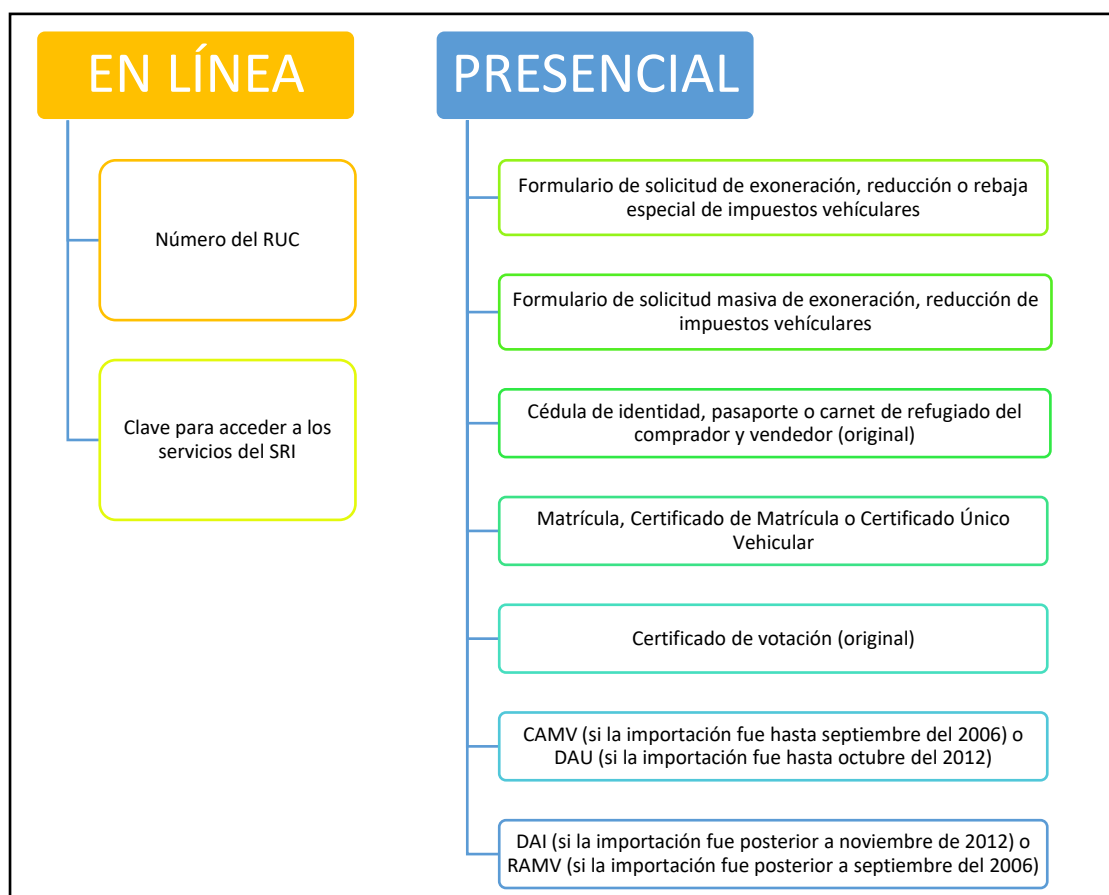 EN LÍNEA
Número del RUC
Clave para acceder a los
servicios del SRI
PRESENCIAL
Formulario de solicitud de exoneración, reducción o rebaja
especial de impuestos vehículares
Formulario de solicitud masiva de exoneración, reducción de
impuestos vehículares
Cédula de identidad, pasaporte o carnet de refugiado del
comprador y vendedor (original)
Matrícula, Certificado de Matrícula o Certificado Único
Vehicular
Certificado de votación (original)
CAMV (si la importación fue hasta septiembre del 2006) o
DAU (si la importación fue hasta octubre del 2012)
DAI (si la importación fue posterior a noviembre de 2012) o
RAMV (si la importación fue posterior a septiembre del 2006)